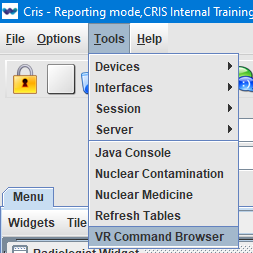 Cris - Reporting mode,CRIS Internal Training
File Options Tools Help
Devices
Interfaces
Session
Server
Java Console
Nuclear Contamination
Nuclear Medicine
Refresh Tables
VR Command Browser
Menu
Widgets Tile
Radiologist Widget